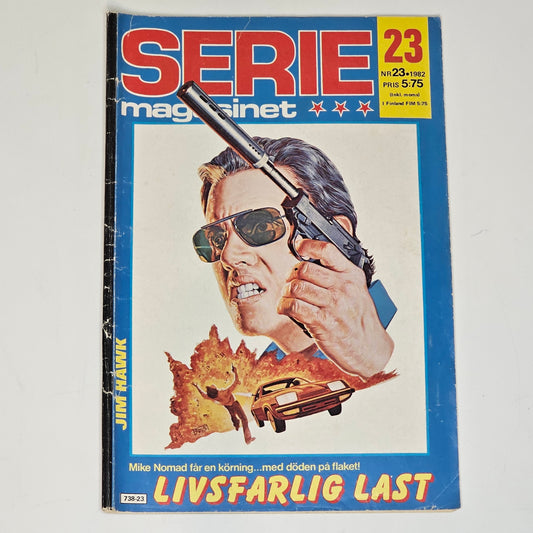 SERIE
magasinet
23
NR 23 • 1982
PRIS 5:75
(Inkl. moms)
I Finland FIM 5:75
JIM HAWK
Mike Nomad får en körning...med döden på flaket!
LIVSFARLIG LAST
738-23